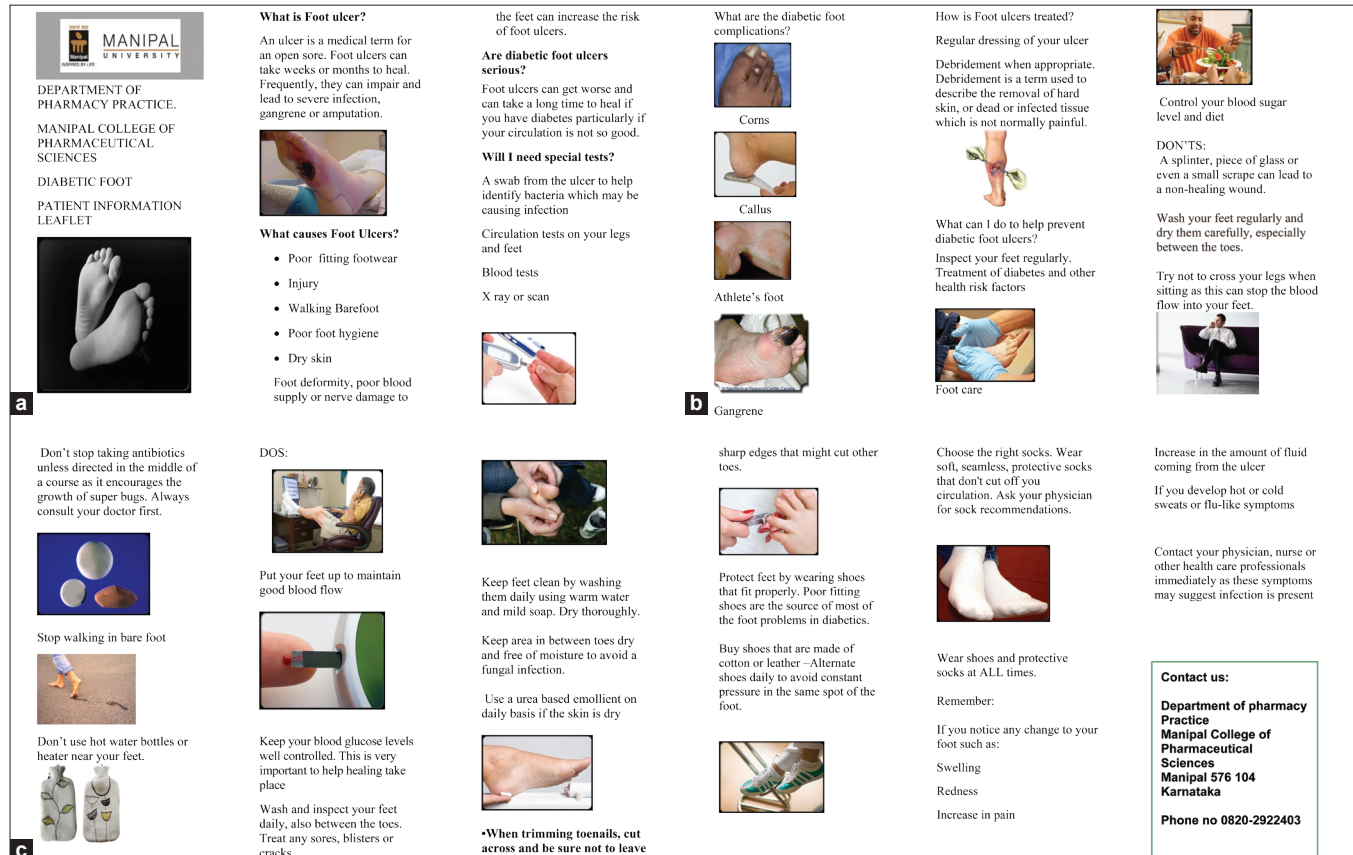 MANIPAL
UNIVERSITY
Manipal
INSPIRED BY LIFE
DEPARTMENT OF
PHARMACY PRACTICE.
MANIPAL COLLEGE OF
PHARMACEUTICAL
SCIENCES
DIABETIC FOOT
PATIENT INFORMATION
LEAFLET
a
What is Foot ulcer?
An ulcer is a medical term for
an open sore. Foot ulcers can
take weeks or months to heal.
Frequently, they can impair and
lead to severe infection,
gangrene or amputation.
What causes Foot Ulcers?
• Poor fitting footwear
• Injury
• Walking Barefoot
• Poor foot hygiene
• Dry skin
Foot deformity, poor blood
supply or nerve damage to
the feet can increase the risk
of foot ulcers.
Are diabetic foot ulcers
serious?
Foot ulcers can get worse and
can take a long time to heal if
you have diabetes particularly if
your circulation is not so good.
Will I need special tests?
A swab from the ulcer to help
identify bacteria which may be
causing infection
Circulation tests on your legs
and feet
Blood tests
X ray or scan
b
What are the diabetic foot
complications?
Corns
Callus
Athlete's foot
Gangrene
How is Foot ulcers treated?
Regular dressing of your ulcer
Debridement when appropriate.
Debridement is a term used to
describe the removal of hard
skin, or dead or infected tissue
which is not normally painful.
What can I do to help prevent
diabetic foot ulcers?
Inspect your feet regularly.
Treatment of diabetes and other
health risk factors
Foot care
Control your blood sugar
level and diet
DON'TS:
A splinter, piece of glass or
even a small scrape can lead to
a non-healing wound.
Wash your feet regularly and
dry them carefully, especially
between the toes.
Try not to cross your legs when
sitting as this can stop the blood
flow into your feet.
c
Don't stop taking antibiotics
unless directed in the middle of
a course as it encourages the
growth of super bugs. Always
consult your doctor first.
Stop walking in bare foot
Don't use hot water bottles or
heater near your feet.
DOS:
Put your feet up to maintain
good blood flow
Keep your blood glucose levels
well controlled. This is very
important to help healing take
place
Wash and inspect your feet
daily, also between the toes.
Treat any sores, blisters or
cracks
Keep feet clean by washing
them daily using warm water
and mild soap. Dry thoroughly.
Keep area in between toes dry
and free of moisture to avoid a
fungal infection.
Use a urea based emollient on
daily basis if the skin is dry
•When trimming toenails, cut
across and be sure not to leave
sharp edges that might cut other
toes.
Protect feet by wearing shoes
that fit properly. Poor fitting
shoes are the source of most of
the foot problems in diabetics.
Buy shoes that are made of
cotton or leather –Alternate
shoes daily to avoid constant
pressure in the same spot of the
foot.
Choose the right socks. Wear
soft, seamless, protective socks
that don't cut off you
circulation. Ask your physician
for sock recommendations.
Wear shoes and protective
socks at ALL times.
Remember:
If you notice any change to your
foot such as:
Swelling
Redness
Increase in pain
Increase in the amount of fluid
coming from the ulcer
If you develop hot or cold
sweats or flu-like symptoms
Contact your physician, nurse or
other health care professionals
immediately as these symptoms
may suggest infection is present
Contact us:
Department of pharmacy
Practice
Manipal College of
Pharmaceutical
Sciences
Manipal 576 104
Karnataka
Phone no 0820-2922403